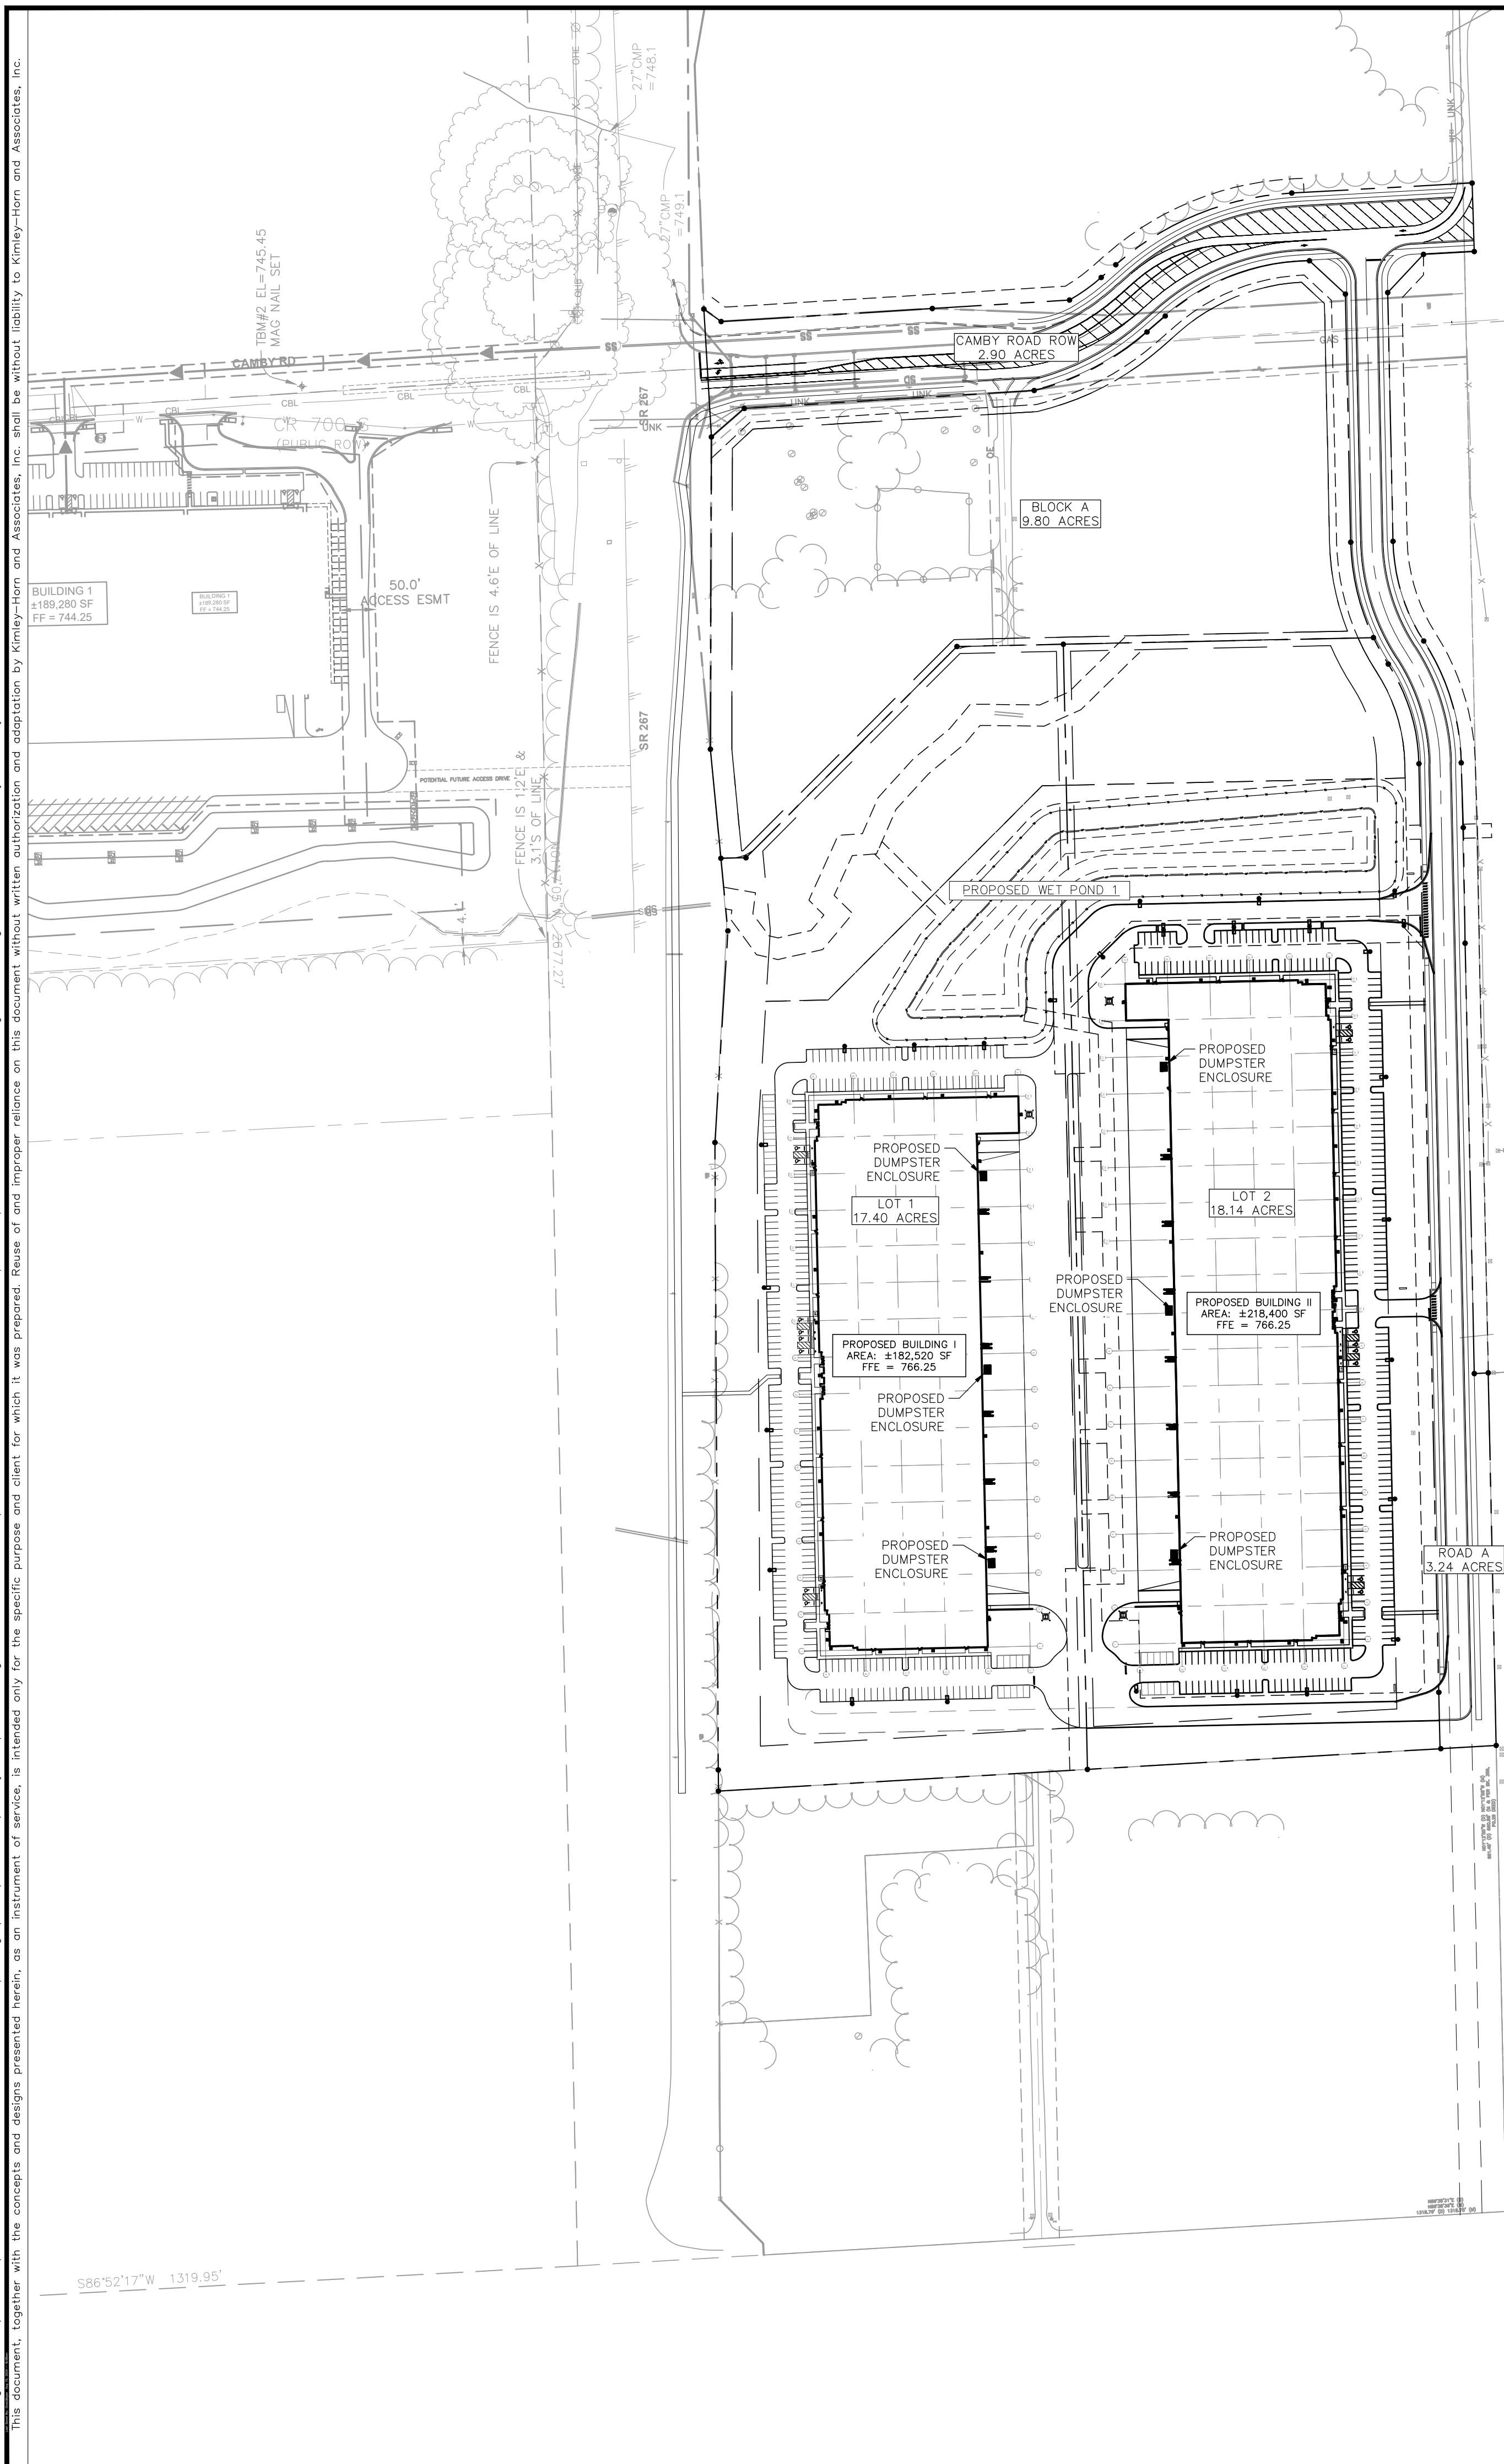 This document, together with the concepts and designs presented herein, as an instrument of service, is intended only for the specific purpose and client for which it was prepared. Reuse of and improper reliance on this document without written authorization and adaptation by Kimley-Horn and Associates, Inc. shall be without liability to Kimley-Horn and Associates, Inc.
27"CMP
=748.1
27"CMP
=749.1
UNK
OHE
OHE
OHE
TBM#2 EL=745.45
MAG NAIL SET
CAMBY RD
SS
SS
SS
CAMBY ROAD ROW
2.90 ACRES
GAS
SD
CBL
CBL
CBL
CBL
W
W
W
CR 700 S
(PUBLIC ROW)
SR 267
UNK
UNK
UNK
OE
BLOCK A
9.80 ACRES
FENCE IS 4.6'E OF LINE
BUILDING 1
±189,280 SF
FF = 744.25
BUILDING 1
±189,280 SF
FF = 744.25
50.0'
ACCESS ESMT
SR 267
POTENTIAL FUTURE ACCESS DRIVE
FENCE IS 1.2'E &
3.1'S OF LINE
PROPOSED WET POND 1
4.1'
2677.27'
PROPOSED
DUMPSTER
ENCLOSURE
PROPOSED
DUMPSTER
ENCLOSURE
LOT 1
17.40 ACRES
LOT 2
18.14 ACRES
PROPOSED
DUMPSTER
ENCLOSURE
PROPOSED BUILDING II
AREA: ±218,400 SF
FFE = 766.25
PROPOSED BUILDING I
AREA: ±182,520 SF
FFE = 766.25
PROPOSED
DUMPSTER
ENCLOSURE
PROPOSED
DUMPSTER
ENCLOSURE
PROPOSED
DUMPSTER
ENCLOSURE
ROAD A
3.24 ACRES
S86°52'17"W 1319.95'